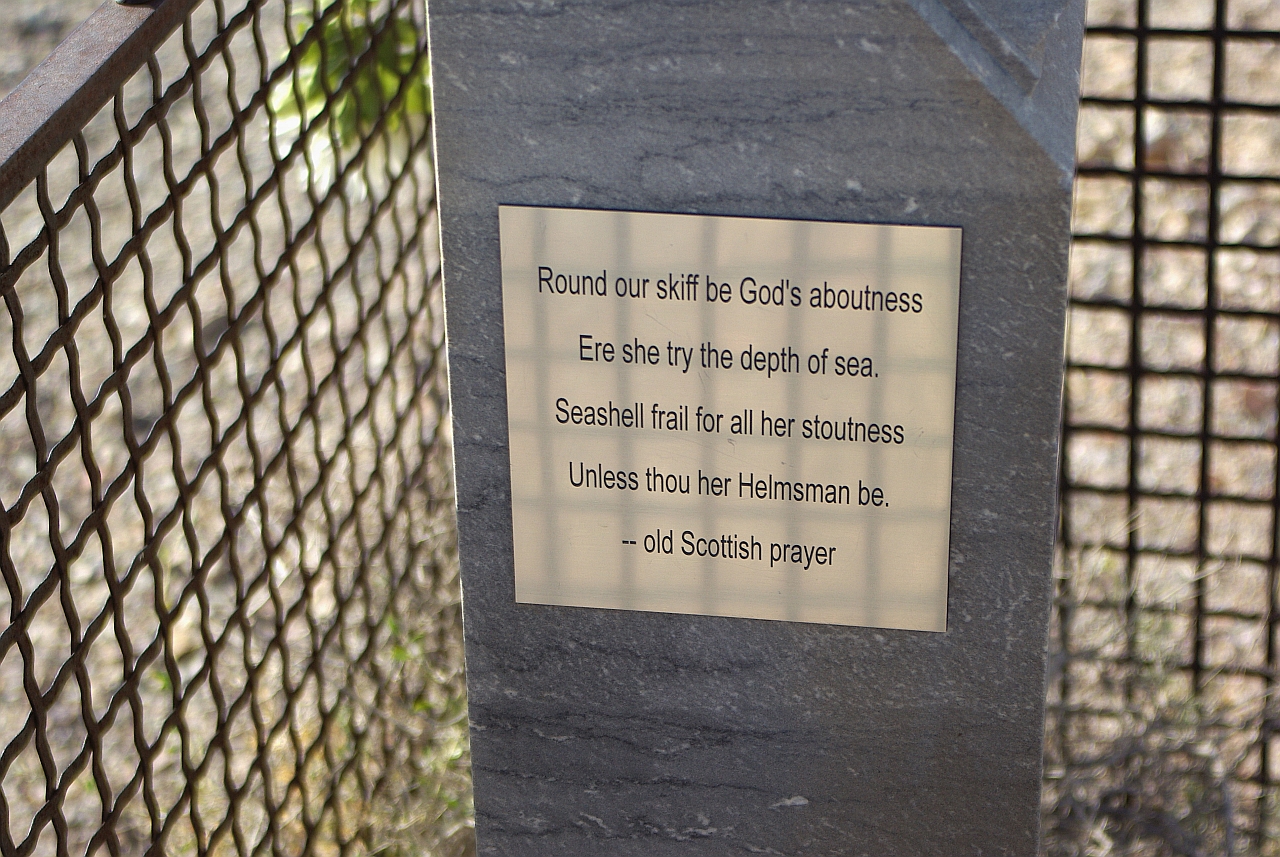 Round our skiff be God's aboutness
Ere she try the depth of sea.
Seashell frail for all her stoutness
Unless thou her Helmsman be.
-- old Scottish prayer